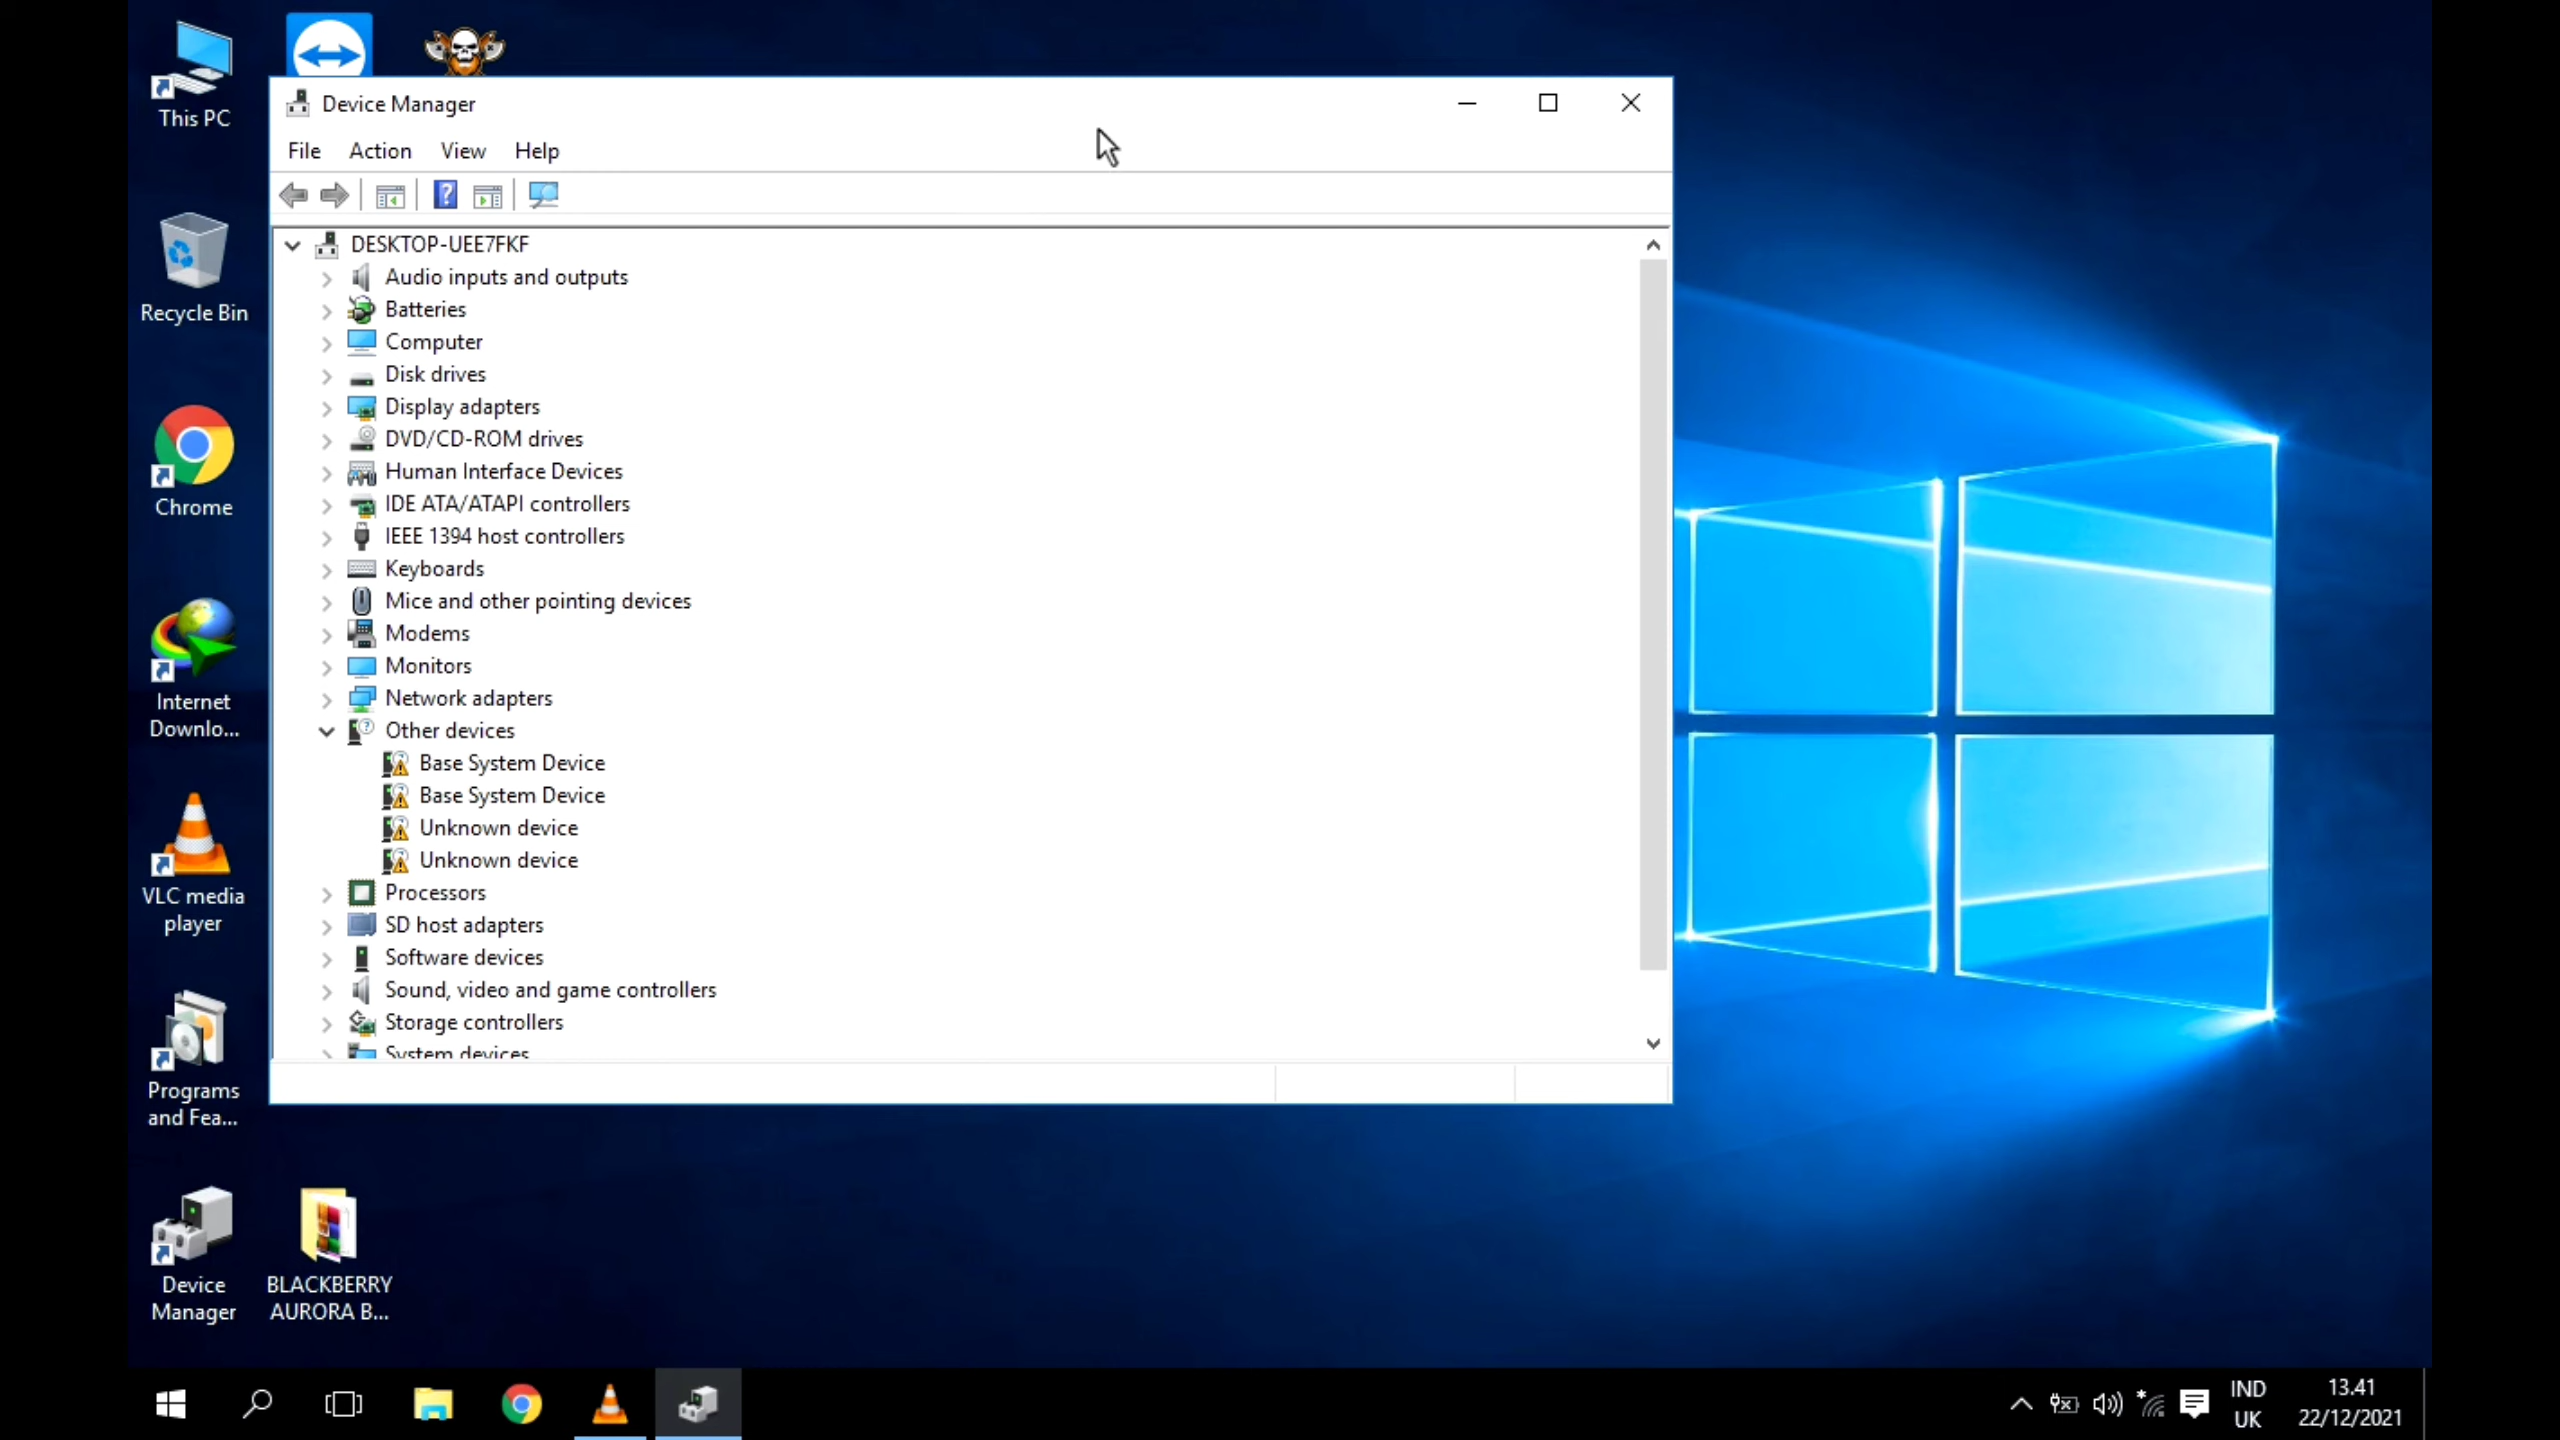 This PC
Recycle Bin
Chrome
Internet
Downlo...
VLC media
player
Programs
and Fea...
Device
Manager
BLACKBERRY
AURORA B...
Device Manager
File Action View Help
DESKTOP-UEE7FKF
Audio inputs and outputs
Batteries
Computer
Disk drives
Display adapters
DVD/CD-ROM drives
Human Interface Devices
IDE ATA/ATAPI controllers
IEEE 1394 host controllers
Keyboards
Mice and other pointing devices
Modems
Monitors
Network adapters
Other devices
Base System Device
Base System Device
Unknown device
Unknown device
Processors
SD host adapters
Software devices
Sound, video and game controllers
Storage controllers
System devices
IND
UK
13.41
22/12/2021